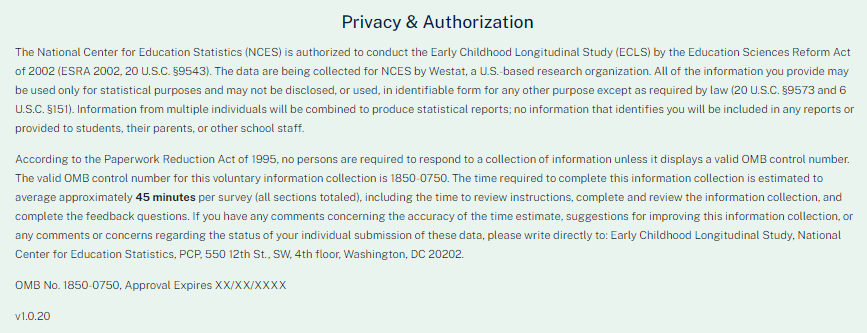 Privacy & Authorization
The National Center for Education Statistics (NCES) is authorized to conduct the Early Childhood Longitudinal Study (ECLS) by the Education Sciences Reform Act
of 2002 (ESRA 2002, 20 U.S.C. §9543). The data are being collected for NCES by Westat, a U.S.-based research organization. All of the information you provide may
be used only for statistical purposes and may not be disclosed, or used, in identifiable form for any other purpose except as required by law (20 U.S.C. §9573 and 6
U.S.C. §151). Information from multiple individuals will be combined to produce statistical reports; no information that identifies you will be included in any reports or
provided to students, their parents, or other school staff.
According to the Paperwork Reduction Act of 1995, no persons are required to respond to a collection of information unless it displays a valid OMB control number.
The valid OMB control number for this voluntary information collection is 1850-0750. The time required to complete this information collection is estimated to
average approximately 45 minutes per survey (all sections totaled), including the time to review instructions, complete and review the information collection, and
complete the feedback questions. If you have any comments concerning the accuracy of the time estimate, suggestions for improving this information collection, or
any comments or concerns regarding the status of your individual submission of these data, please write directly to: Early Childhood Longitudinal Study, National
Center for Education Statistics, PCP, 550 12th St., SW, 4th floor, Washington, DC 20202.
OMB No. 1850-0750, Approval Expires XX/XX/XXXX
v1.0.20